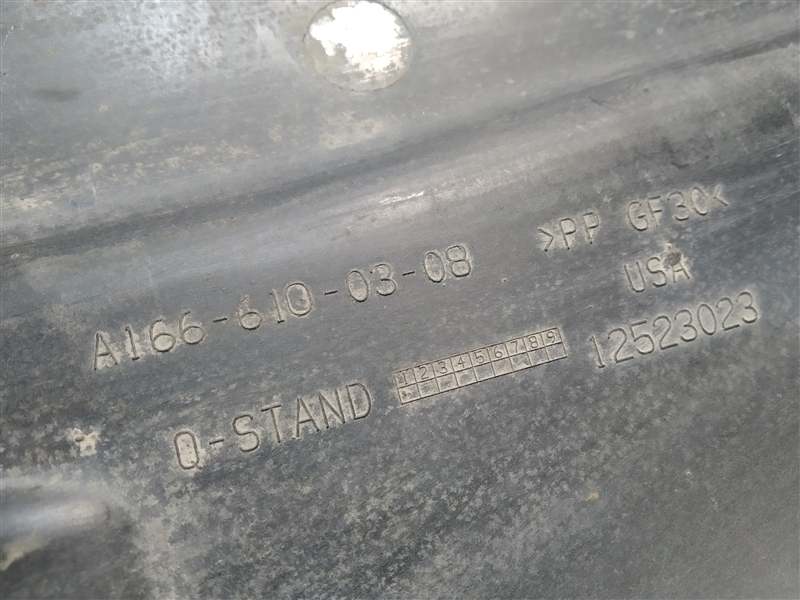 A166-610-03-08
>PP GF30<
USA
Q-STAND
1 2 3 4 5 6 7 8 9
12523023